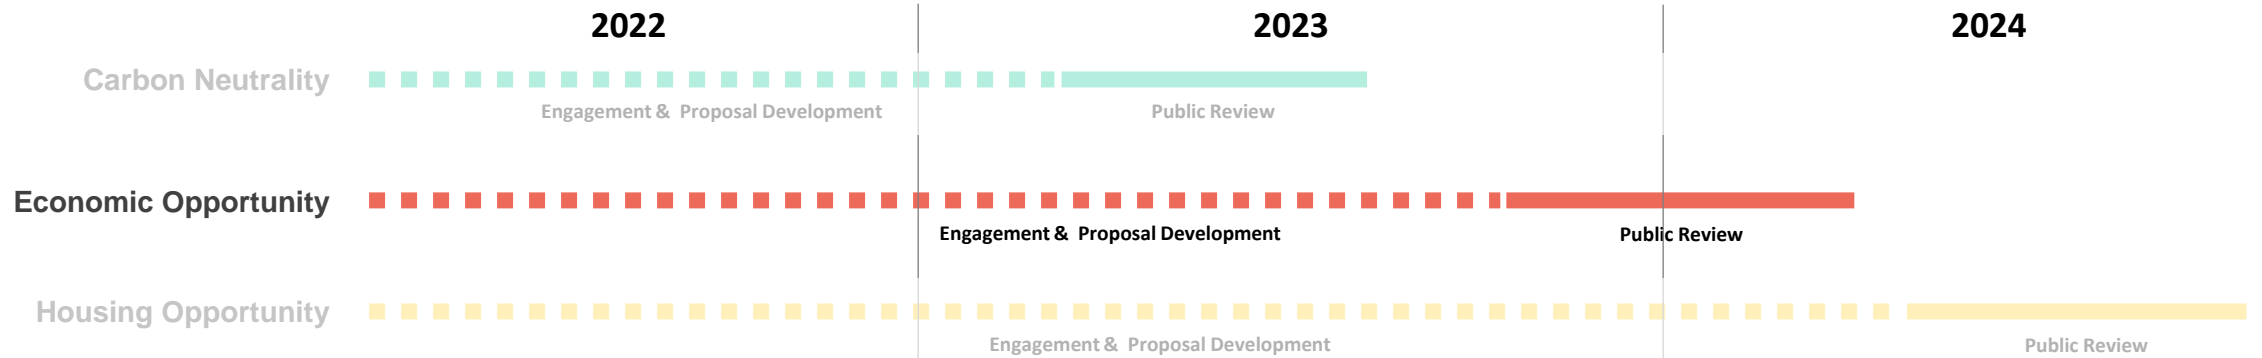 2022 2023 2024
Carbon Neutrality
Engagement & Proposal Development Public Review
Economic Opportunity
Engagement & Proposal Development Public Review
Housing Opportunity
Engagement & Proposal Development Public Review